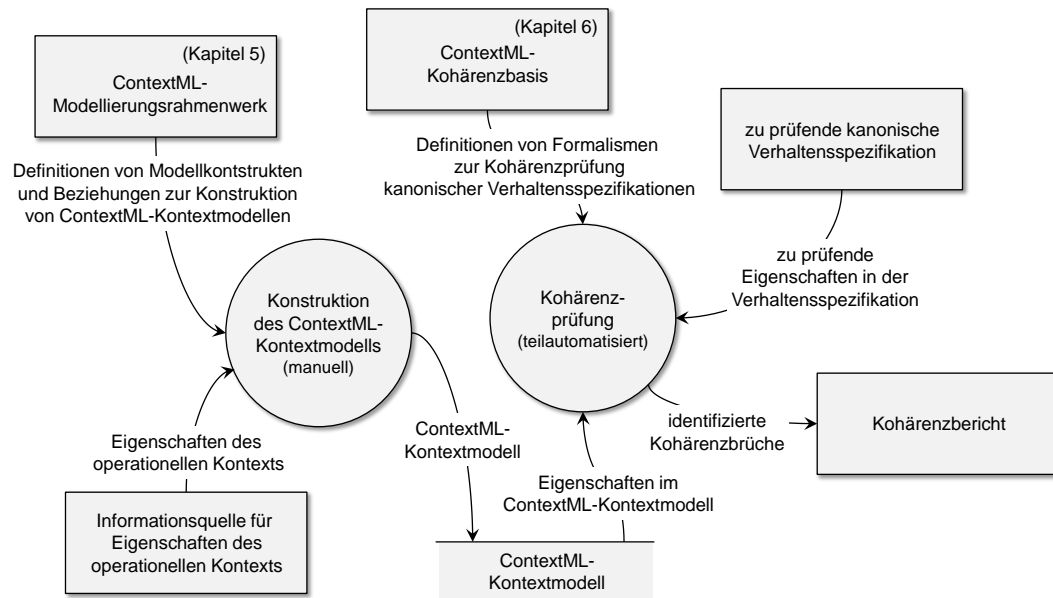 (Kapitel 5)
ContextML-
Modellierungsrahmenwerk
(Kapitel 6)
ContextML-
Kohärenzbasis
zu prüfende kanonische
Verhaltensspezifikation
Definitionen von Modellkontstrukten
und Beziehungen zur Konstruktion
von ContextML-Kontextmodellen
Definitionen von Formalismen
zur Kohärenzprüfung
kanonischer Verhaltensspezifikationen
zu prüfende
Eigenschaften in der
Verhaltensspezifikation
Konstruktion
des ContextML-
Kontextmodells
(manuell)
Kohärenz-
prüfung
(teilautomatisiert)
Eigenschaften des
operationellen Kontexts
ContextML-
Kontextmodell
identifizierte
Kohärenzbrüche
Kohärenzbericht
Eigenschaften im
ContextML-Kontextmodell
Informationsquelle für
Eigenschaften des
operationellen Kontexts
ContextML-
Kontextmodell